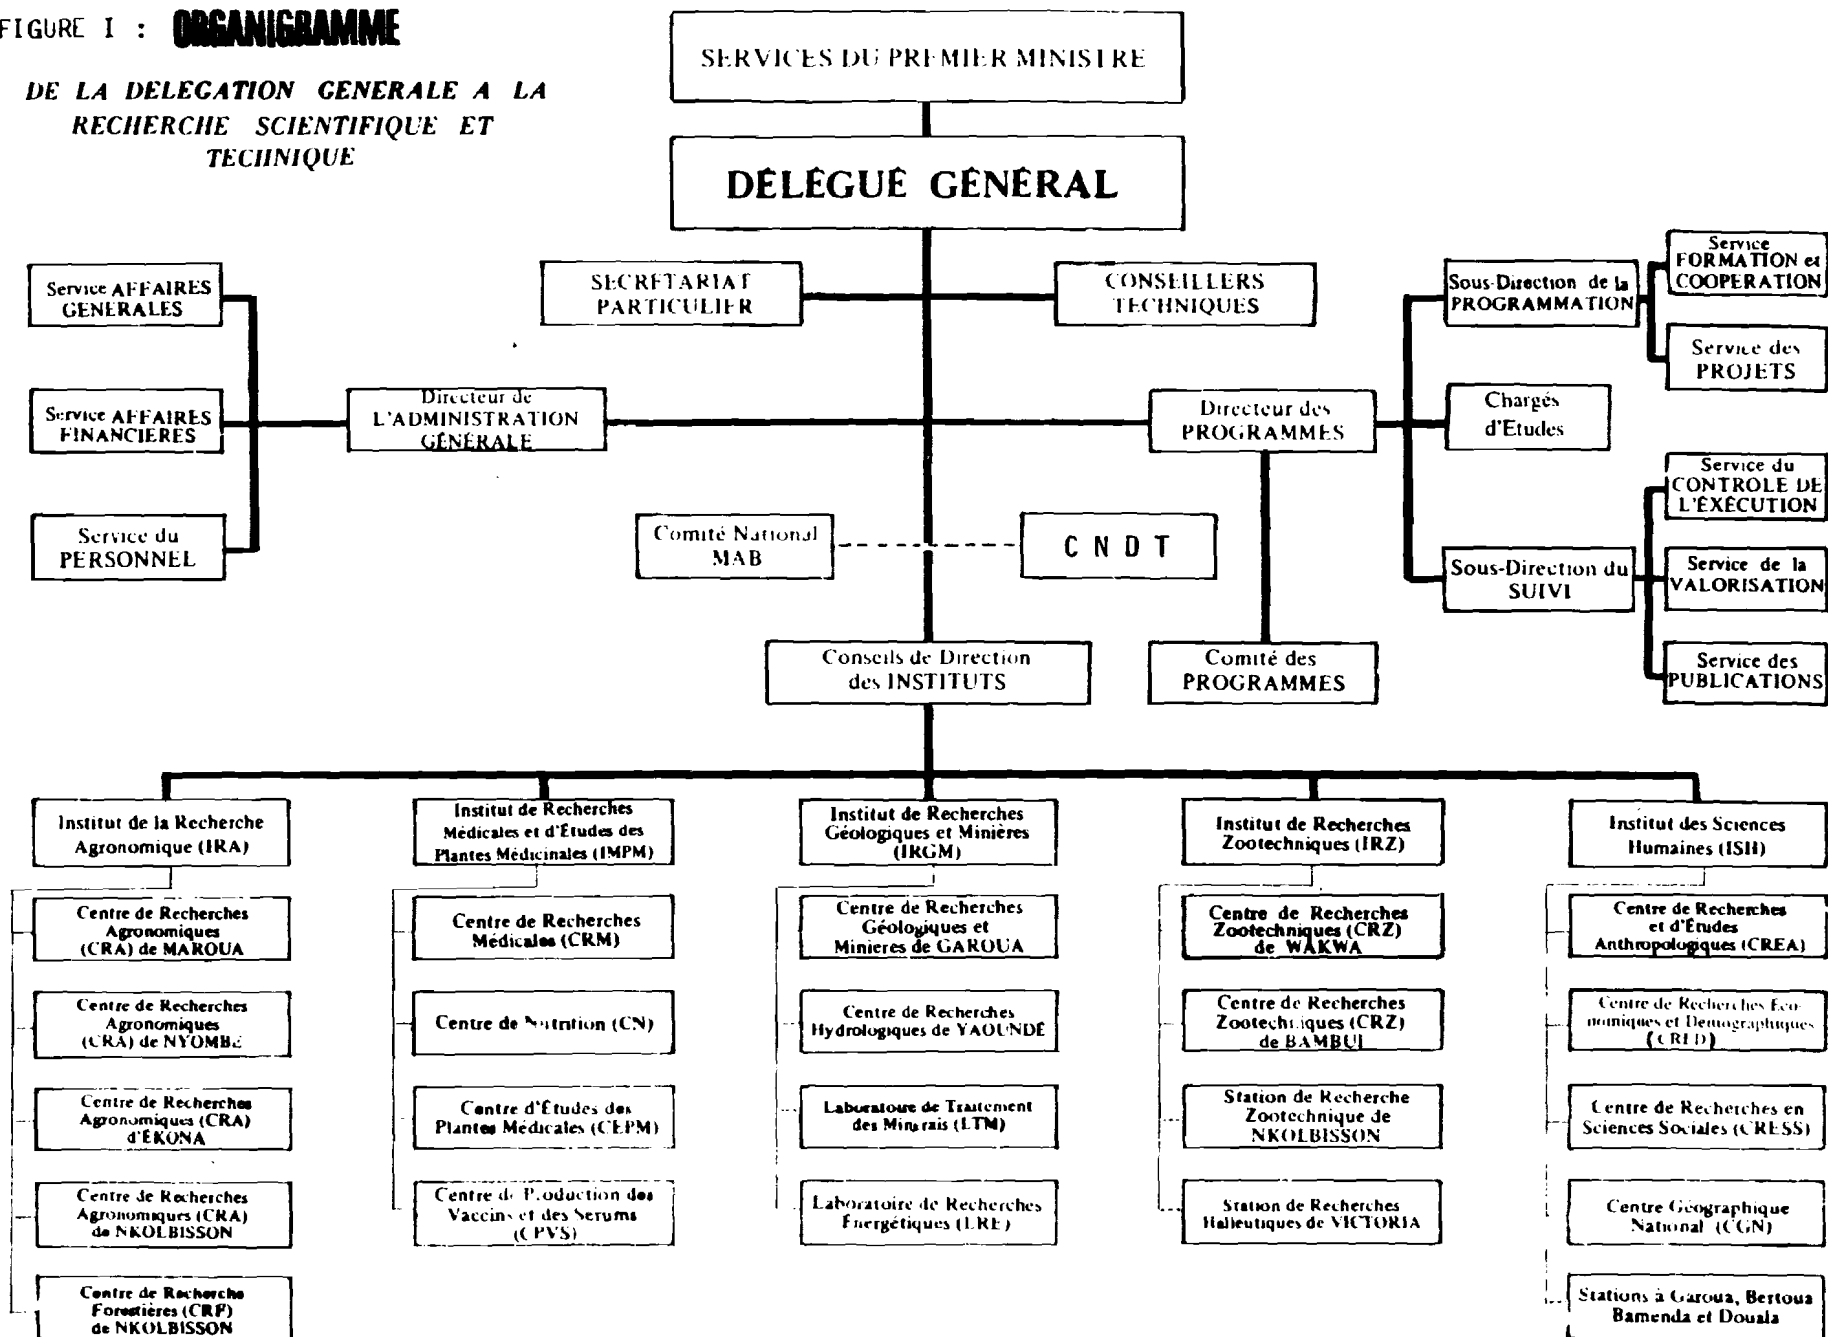 FIGURE I : ORGANIGRAMME
DE LA DELEGATION GENERALE A LA
RECHERCHE SCIENTIFIQUE ET
TECHNIQUE
SERVICES DU PREMIER MINISTRE
DÉLÉGUÉ GÉNÉRAL
SECRETARIAT
PARTICULIER
CONSEILLERS
TECHNIQUES
Service AFFAIRES
GENERALES
Service AFFAIRES
FINANCIERES
Service du
PERSONNEL
Directeur de
L'ADMINISTRATION
GÉNÉRALE
Directeur des
PROGRAMMES
Sous-Direction de la
PROGRAMMATION
Service
FORMATION et
COOPERATION
Service des
PROJETS
Chargés
d'Etudes
Sous-Direction du
SUIVI
Service du
CONTROLE DE
L'ÉXÉCUTION
Service de la
VALORISATION
Service des
PUBLICATIONS
Comité National
MAB
C N D T
Conseils de Direction
des INSTITUTS
Comité des
PROGRAMMES
Institut de la Recherche
Agronomique (IRA)
Centre de Recherches
Agronomiques
(CRA) de MAROUA
Centre de Recherches
Agronomiques
(CRA) de NYOMBE
Centre de Recherches
Agronomiques (CRA)
d'ÉKONA
Centre de Recherches
Agronomiques (CRA)
de NKOLBISSON
Centre de Recherche
Forestières (CRF)
de NKOLBISSON
Institut de Recherches
Médicales et d'Études des
Plantes Médicinales (IMPM)
Centre de Recherches
Médicales (CRM)
Centre de Nutrition (CN)
Centre d'Études des
Plantes Médicales (CEPM)
Centre de Production des
Vaccins et des Serums
(CPVS)
Institut de Recherches
Géologiques et Minières
(IRGM)
Centre de Recherches
Géologiques et
Minieres de GAROUA
Centre de Recherches
Hydrologiques de YAOUNDÉ
Laboratoire de Traitement
des Minerais (LTM)
Laboratoire de Recherches
Énergétiques (LRE)
Institut de Recherches
Zootechniques (IRZ)
Centre de Recherches
Zootechniques (CRZ)
de WAKWA
Centre de Recherches
Zootechniques (CRZ)
de BAMBUI
Station de Recherche
Zootechnique de
NKOLBISSON
Station de Recherches
Halieutiques de VICTORIA
Institut des Sciences
Humaines (ISH)
Centre de Recherches
et d'Études
Anthropologiques (CREA)
Centre de Recherches Éco-
nomiques et Démographiques
(CRED)
Centre de Recherches en
Sciences Sociales (CRESS)
Centre Géographique
National (CGN)
Stations à Garoua, Bertoua
Bamenda et Douala